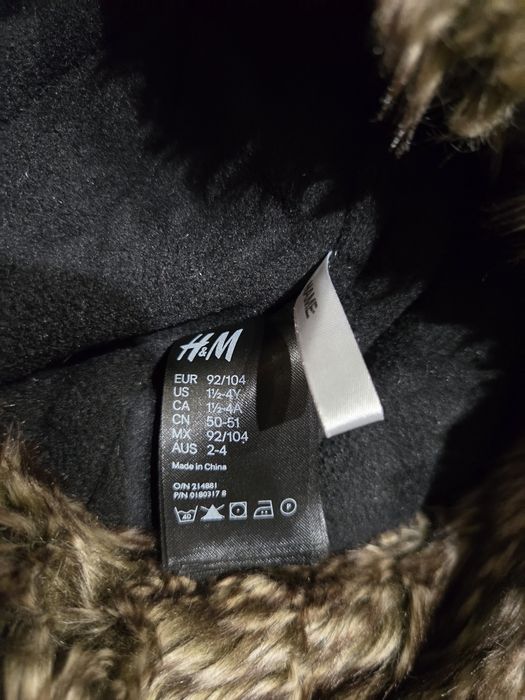 H&M
EUR 92/104
US 1½-4Y
CA 1½-4A
CN 50-51
MX 92/104
AUS 2-4
Made in China
O/N 214881
P/N 0180317 8
40